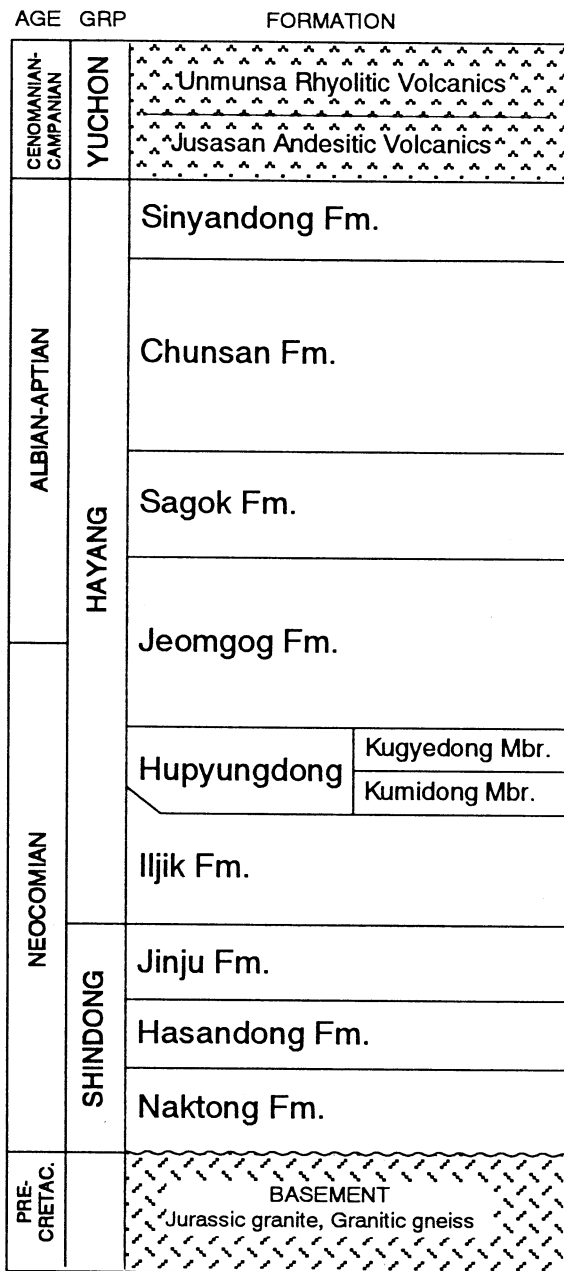 AGE GRP FORMATION
CENOMANIAN-
CAMPANIAN
YUCHON
Unmunsa Rhyolitic Volcanics
Jusasan Andesitic Volcanics
ALBIAN-APTIAN
HAYANG
Sinyandong Fm.
Chunsan Fm.
Sagok Fm.
Jeomgog Fm.
NEOCOMIAN
Hupyungdong
Kugyedong Mbr.
Kumidong Mbr.
Iljik Fm.
SHINDONG
Jinju Fm.
Hasandong Fm.
Naktong Fm.
PRE-
CRETAC.
BASEMENT
Jurassic granite, Granitic gneiss